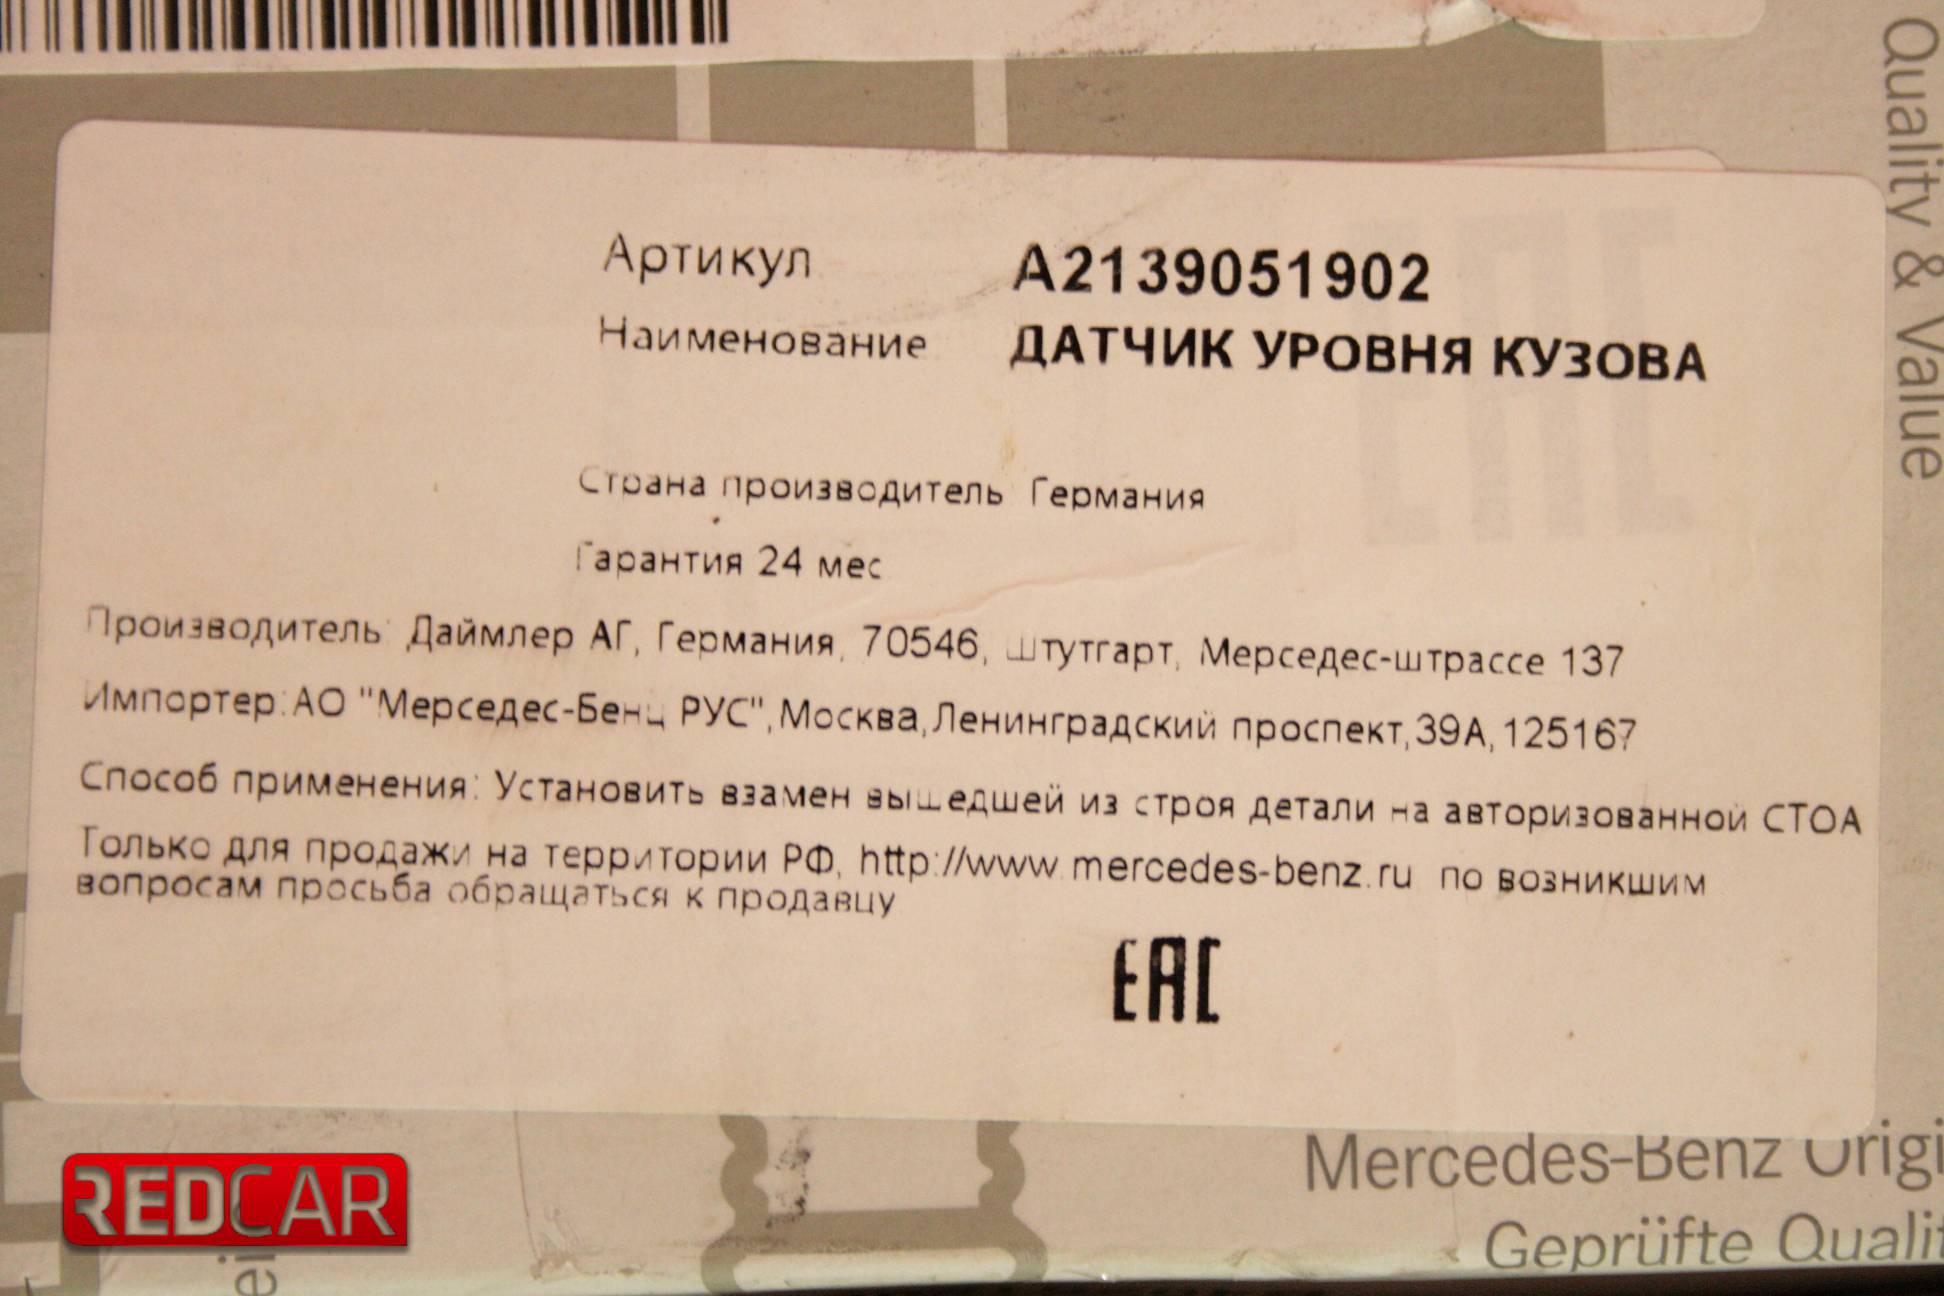 Quality & Value
Артикул A2139051902
Наименование ДАТЧИК УРОВНЯ КУЗОВА
Страна производитель Германия
Гарантия 24 мес
Производитель: Даймлер АГ, Германия, 70546, Штутгарт, Мерседес-штрассе 137
Импортер:АО "Мерседес-Бенц РУС",Москва,Ленинградский проспект,39А,125167
Способ применения: Установить взамен вышедшей из строя детали на авторизованной СТОА
Только для продажи на территории РФ, http://www.mercedes-benz.ru по возникшим
вопросам просьба обращаться к продавцу
EAC
Mercedes-Benz Origi
Geprüfte Qualit
REDCAR